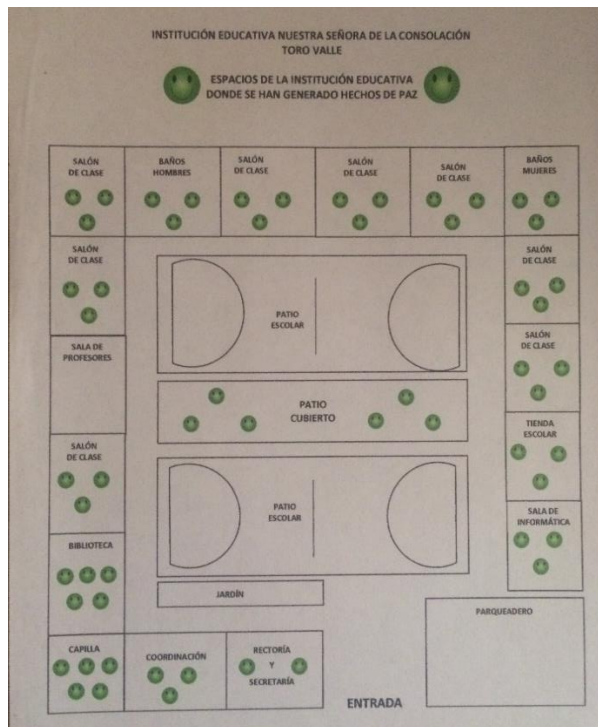 INSTITUCIÓN EDUCATIVA NUESTRA SEÑORA DE LA CONSOLACIÓN
TORO VALLE
ESPACIOS DE LA INSTITUCIÓN EDUCATIVA
DONDE SE HAN GENERADO HECHOS DE PAZ
SALÓN
DE CLASE
BAÑOS
HOMBRES
SALÓN
DE CLASE
SALÓN
DE CLASE
SALÓN
DE CLASE
BAÑOS
MUJERES
SALÓN
DE CLASE
SALÓN
DE CLASE
PATIO
ESCOLAR
SALA DE
PROFESORES
SALÓN
DE CLASE
PATIO
CUBIERTO
TIENDA
ESCOLAR
SALÓN
DE CLASE
PATIO
ESCOLAR
SALA DE
INFORMÁTICA
BIBLIOTECA
JARDÍN
PARQUEADERO
CAPILLA
COORDINACIÓN
RECTORÍA
Y
SECRETARÍA
ENTRADA